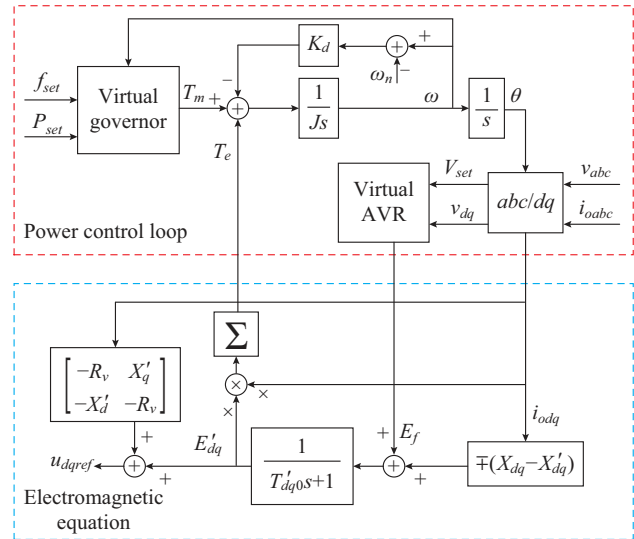 K_d
+
−
ω_n
−
f_set
P_set
Virtual
governor
T_m
+
T_e
1
Js
ω
1
s
θ
V_set
v_dq
Virtual
AVR
abc/dq
v_abc
i_oabc
Power control loop
−R_v X′_q
−X′_d −R_v
Σ
×
×
×
i_odq
+
E′_dq
+
E_f
u_dqref
+
+
1
T′_dq0 s+1
+
∓(X_dq−X′_dq)
Electromagnetic
equation